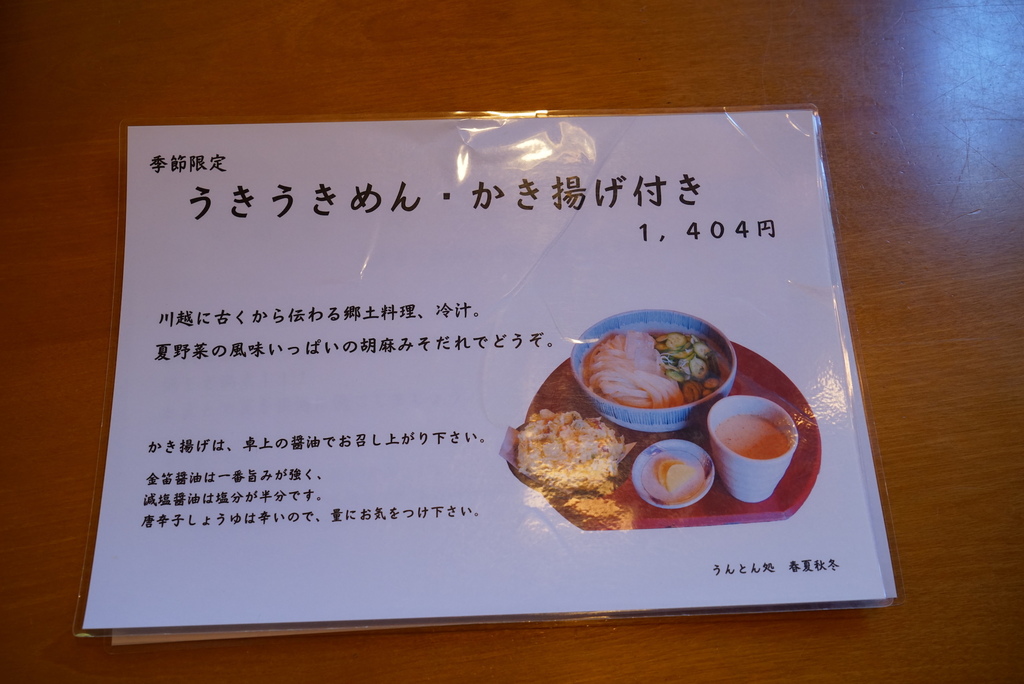 季節限定
うきうきめん・かき揚げ付き
１，４０４円
川越に古くから伝わる郷土料理、冷汁。
夏野菜の風味いっぱいの胡麻みそだれでどうぞ。
かき揚げは、卓上の醤油でお召し上がり下さい。
金笛醤油は一番旨みが強く、
減塩醤油は塩分が半分です。
唐辛子しょうゆは辛いので、量にお気をつけ下さい。
うんとん処　春夏秋冬